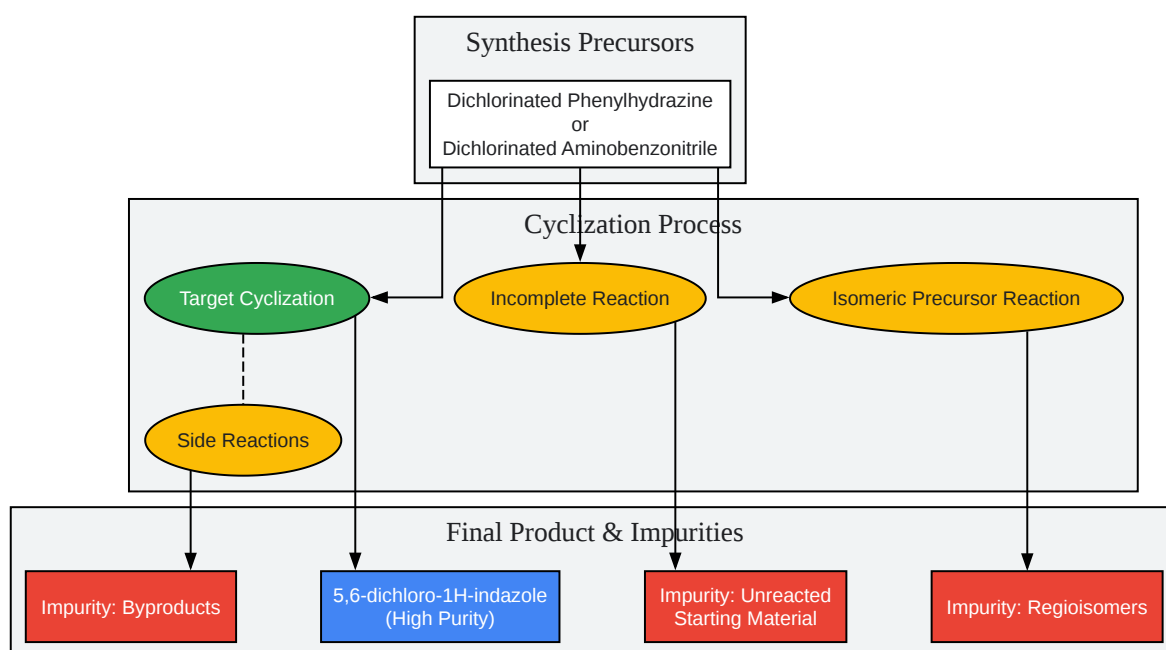 Synthesis Precursors
Dichlorinated Phenylhydrazine
or
Dichlorinated Aminobenzonitrile
Cyclization Process
Target Cyclization
Incomplete Reaction
Isomeric Precursor Reaction
Side Reactions
Final Product & Impurities
Impurity: Byproducts
5,6-dichloro-1H-indazole
(High Purity)
Impurity: Unreacted
Starting Material
Impurity: Regioisomers